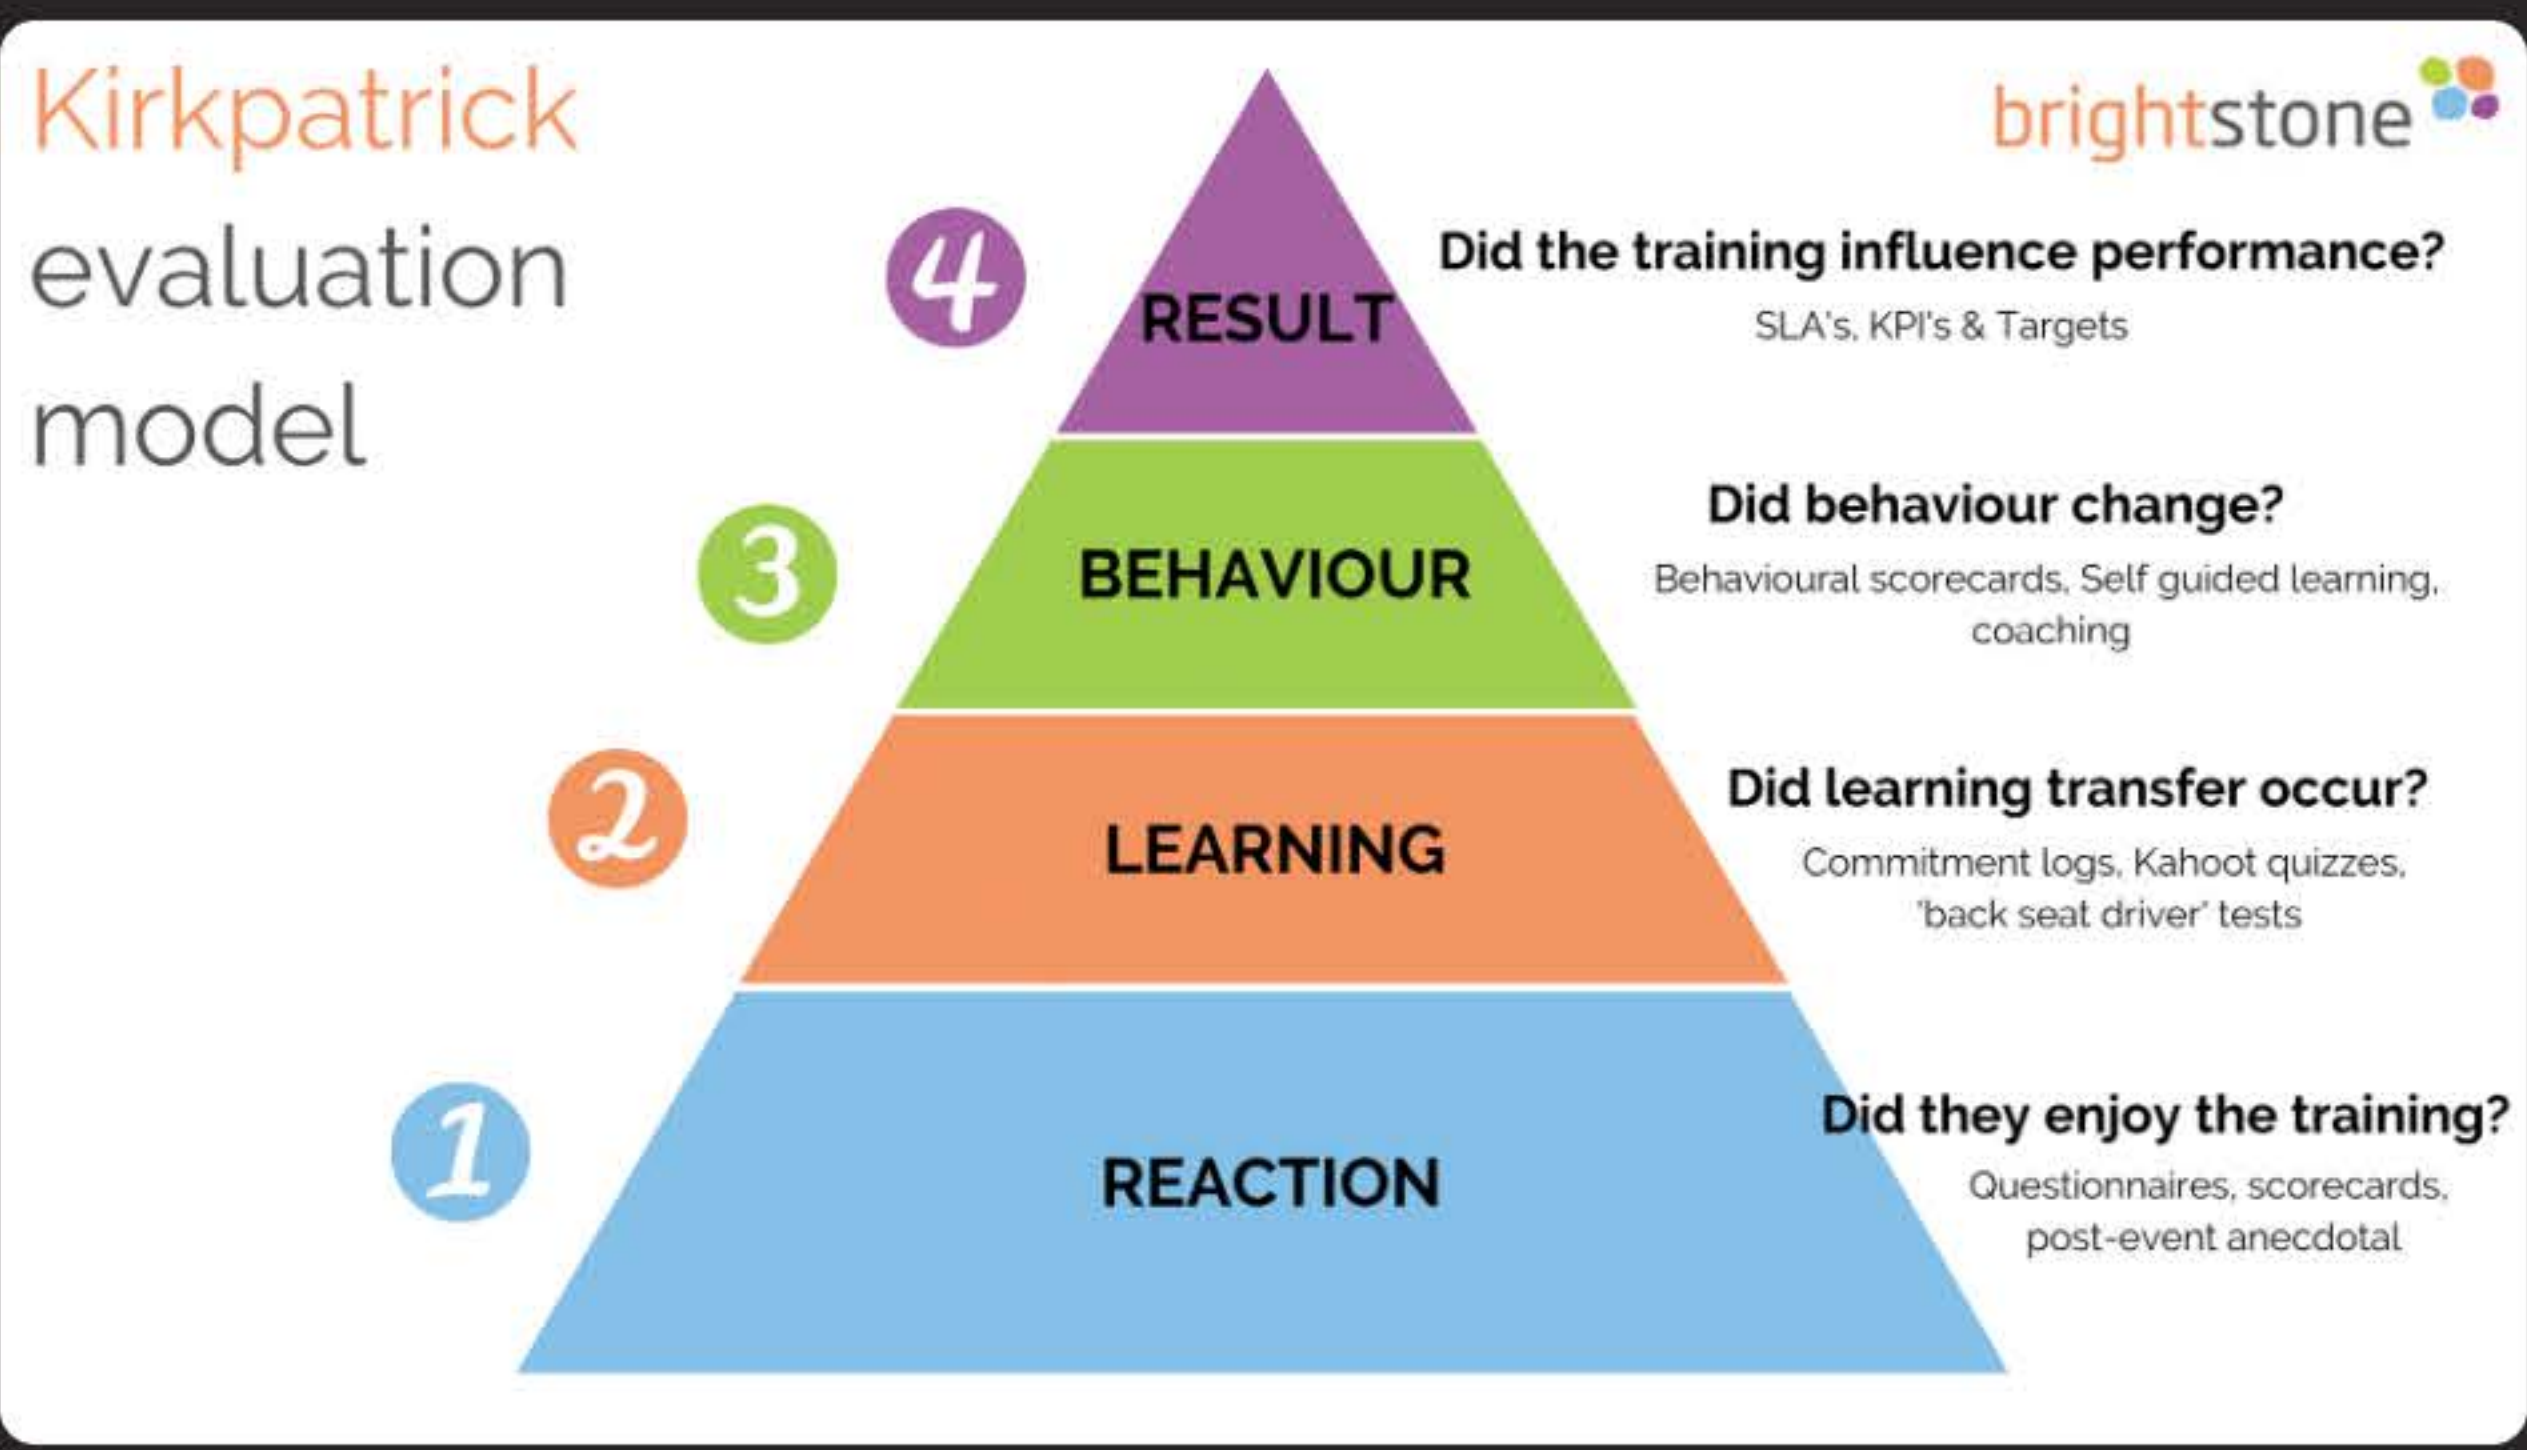 Kirkpatrick
evaluation
model
brightstone
4
RESULT
Did the training influence performance?
SLA's, KPI's & Targets
3
BEHAVIOUR
Did behaviour change?
Behavioural scorecards, Self guided learning,
coaching
2
LEARNING
Did learning transfer occur?
Commitment logs, Kahoot quizzes,
'back seat driver' tests
1
REACTION
Did they enjoy the training?
Questionnaires, scorecards,
post-event anecdotal